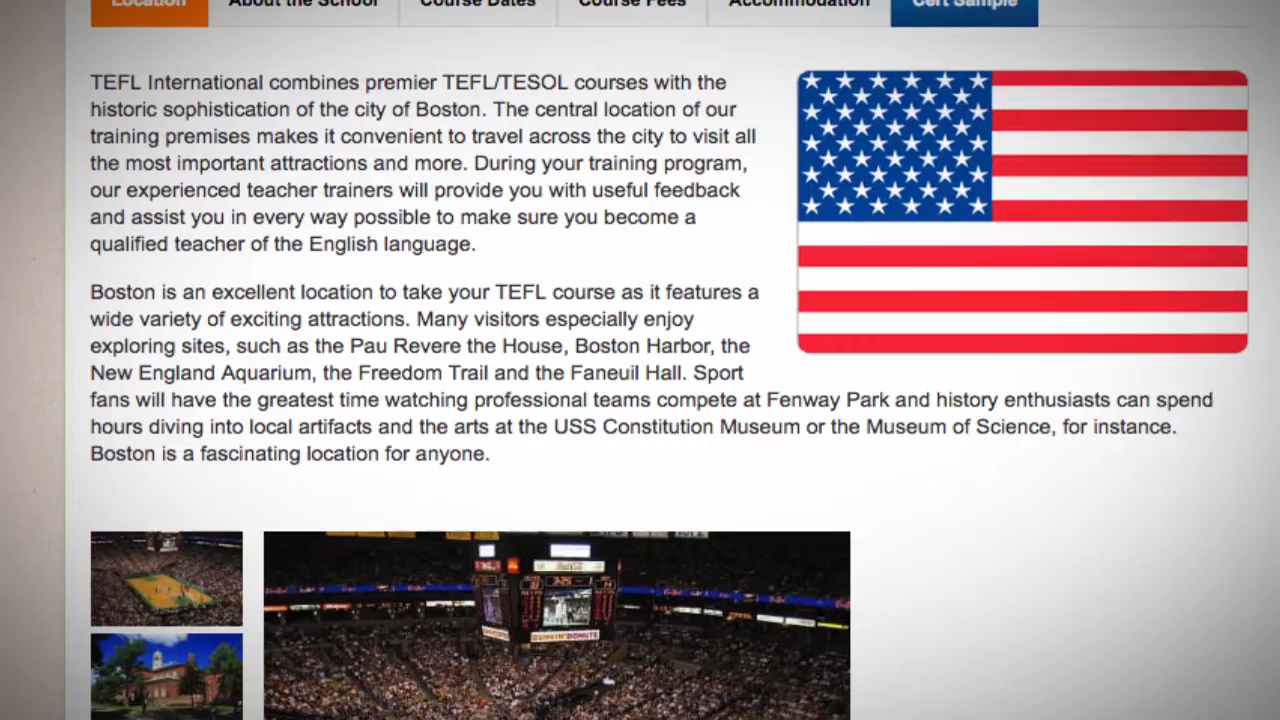 Location About the School Course Dates Course Fees Accommodation Cert Sample
TEFL International combines premier TEFL/TESOL courses with the
historic sophistication of the city of Boston. The central location of our
training premises makes it convenient to travel across the city to visit all
the most important attractions and more. During your training program,
our experienced teacher trainers will provide you with useful feedback
and assist you in every way possible to make sure you become a
qualified teacher of the English language.
Boston is an excellent location to take your TEFL course as it features a
wide variety of exciting attractions. Many visitors especially enjoy
exploring sites, such as the Pau Revere the House, Boston Harbor, the
New England Aquarium, the Freedom Trail and the Faneuil Hall. Sport
fans will have the greatest time watching professional teams compete at Fenway Park and history enthusiasts can spend
hours diving into local artifacts and the arts at the USS Constitution Museum or the Museum of Science, for instance.
Boston is a fascinating location for anyone.
DUNKIN' DONUTS